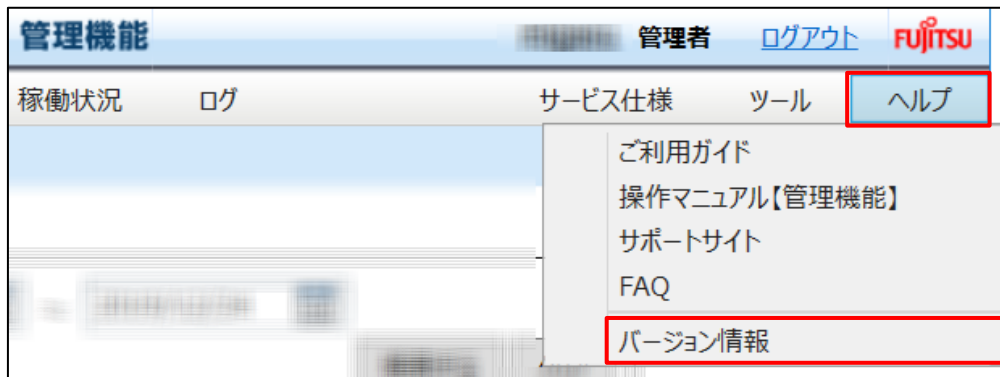 管理機能 管理者 ログアウト FUJITSU
稼働状況 ログ サービス仕様 ツール ヘルプ
ご利用ガイド
操作マニュアル【管理機能】
サポートサイト
FAQ
バージョン情報